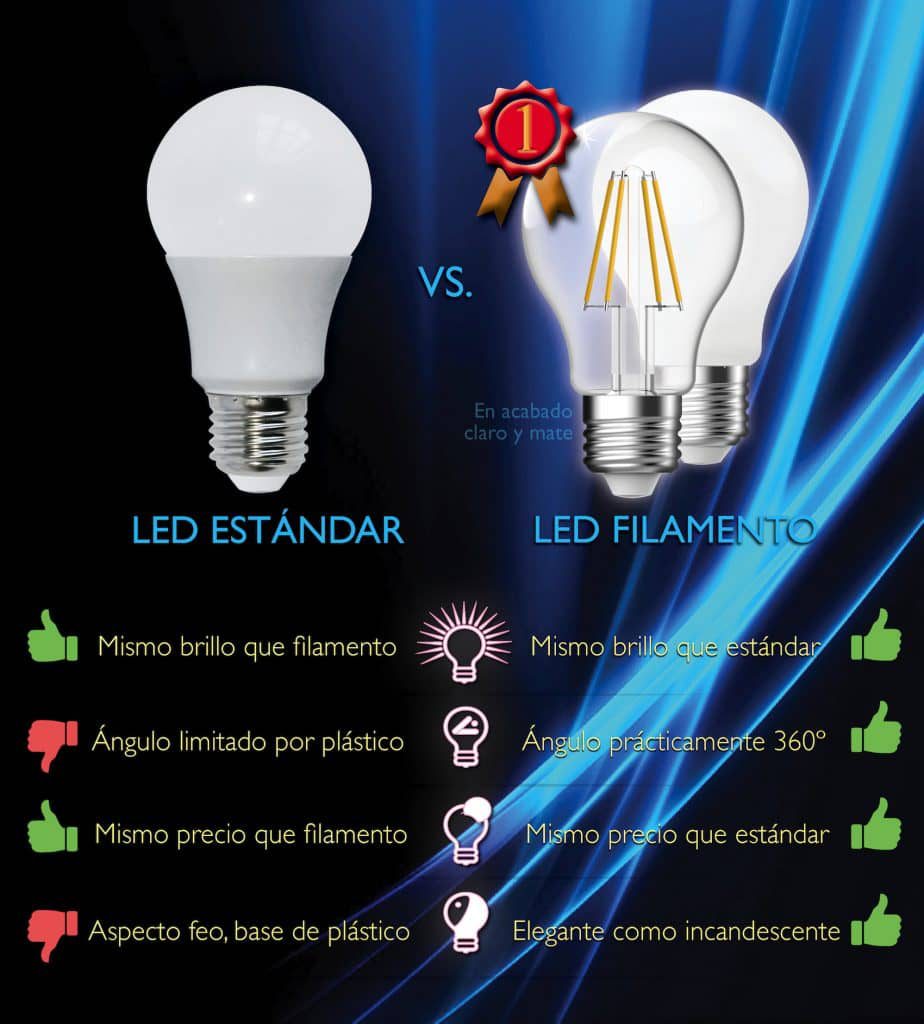 1
VS.
En acabado
claro y mate
LED ESTÁNDAR
LED FILAMENTO
Mismo brillo que filamento
Mismo brillo que estándar
Ángulo limitado por plástico
Ángulo prácticamente 360º
Mismo precio que filamento
Mismo precio que estándar
Aspecto feo, base de plástico
Elegante como incandescente